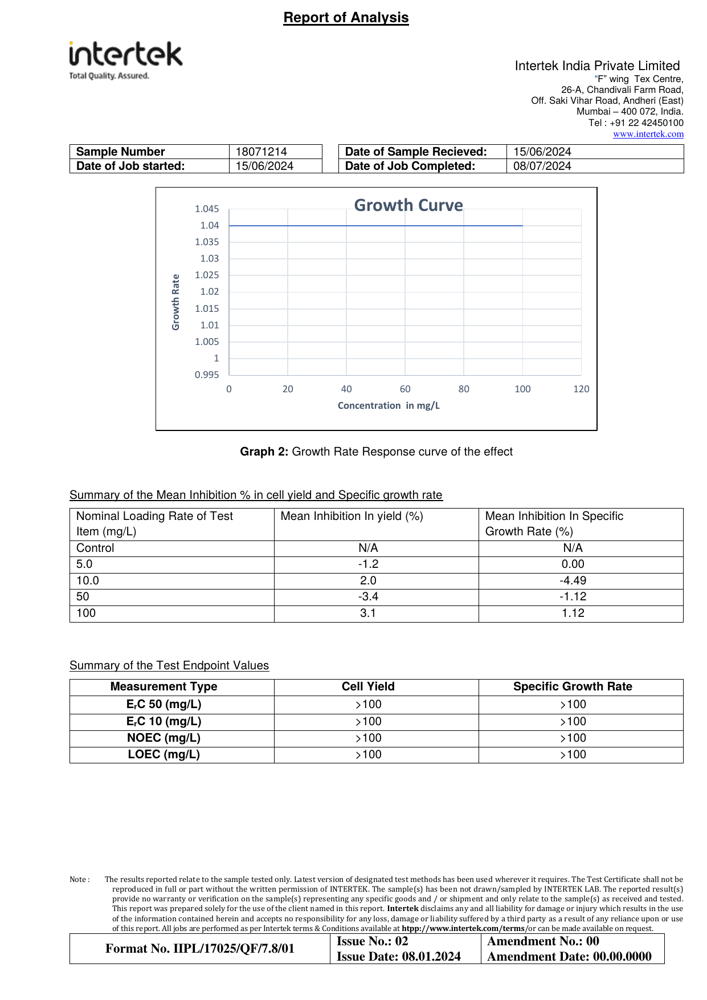 Report of Analysis
intertek
Total Quality. Assured.
Intertek India Private Limited
“F” wing Tex Centre,
26-A, Chandivali Farm Road,
Off. Saki Vihar Road, Andheri (East)
Mumbai – 400 072, India.
Tel : +91 22 42450100
www.intertek.com
Sample Number 18071214 Date of Sample Recieved: 15/06/2024
Date of Job started: 15/06/2024 Date of Job Completed: 08/07/2024
Growth Curve
1.045
1.04
1.035
1.03
1.025
1.02
1.015
1.01
1.005
1
0.995
Growth Rate
0 20 40 60 80 100 120
Concentration in mg/L
Graph 2: Growth Rate Response curve of the effect
Summary of the Mean Inhibition % in cell yield and Specific growth rate
Nominal Loading Rate of Test Mean Inhibition In yield (%) Mean Inhibition In Specific
Item (mg/L) Growth Rate (%)
Control N/A N/A
5.0 -1.2 0.00
10.0 2.0 -4.49
50 -3.4 -1.12
100 3.1 1.12
Summary of the Test Endpoint Values
Measurement Type Cell Yield Specific Growth Rate
ErC 50 (mg/L) >100 >100
ErC 10 (mg/L) >100 >100
NOEC (mg/L) >100 >100
LOEC (mg/L) >100 >100
Note : The results reported relate to the sample tested only. Latest version of designated test methods has been used wherever it requires. The Test Certificate shall not be
reproduced in full or part without the written permission of INTERTEK. The sample(s) has been not drawn/sampled by INTERTEK LAB. The reported result(s)
provide no warranty or verification on the sample(s) representing any specific goods and / or shipment and only relate to the sample(s) as received and tested.
This report was prepared solely for the use of the client named in this report. Intertek disclaims any and all liability for damage or injury which results in the use
of the information contained herein and accepts no responsibility for any loss, damage or liability suffered by a third party as a result of any reliance upon or use
of this report. All jobs are performed as per Intertek terms & Conditions available at htpp://www.intertek.com/terms/or can be made available on request.
Format No. IIPL/17025/QF/7.8/01
Issue No.: 02 Amendment No.: 00
Issue Date: 08.01.2024 Amendment Date: 00.00.0000